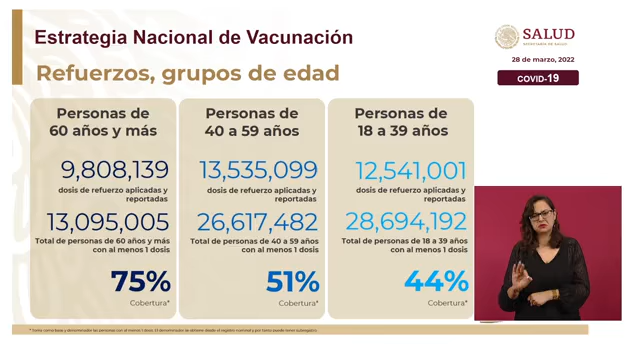 Estrategia Nacional de Vacunación
SALUD
SECRETARÍA DE SALUD
28 de marzo, 2022
COVID-19
Refuerzos, grupos de edad
Personas de
60 años y más
9,808,139
dosis de refuerzo aplicadas y
reportadas
13,095,005
Total de personas de 60 años y más
con al menos 1 dosis
75%
Cobertura*
Personas de
40 a 59 años
13,535,099
dosis de refuerzo aplicadas y
reportadas
26,617,482
Total de personas de 40 a 59 años
con al menos 1 dosis
51%
Cobertura*
Personas de
18 a 39 años
12,541,001
dosis de refuerzo aplicadas y
reportadas
28,694,192
Total de personas de 18 a 39 años
con al menos 1 dosis
44%
Cobertura*